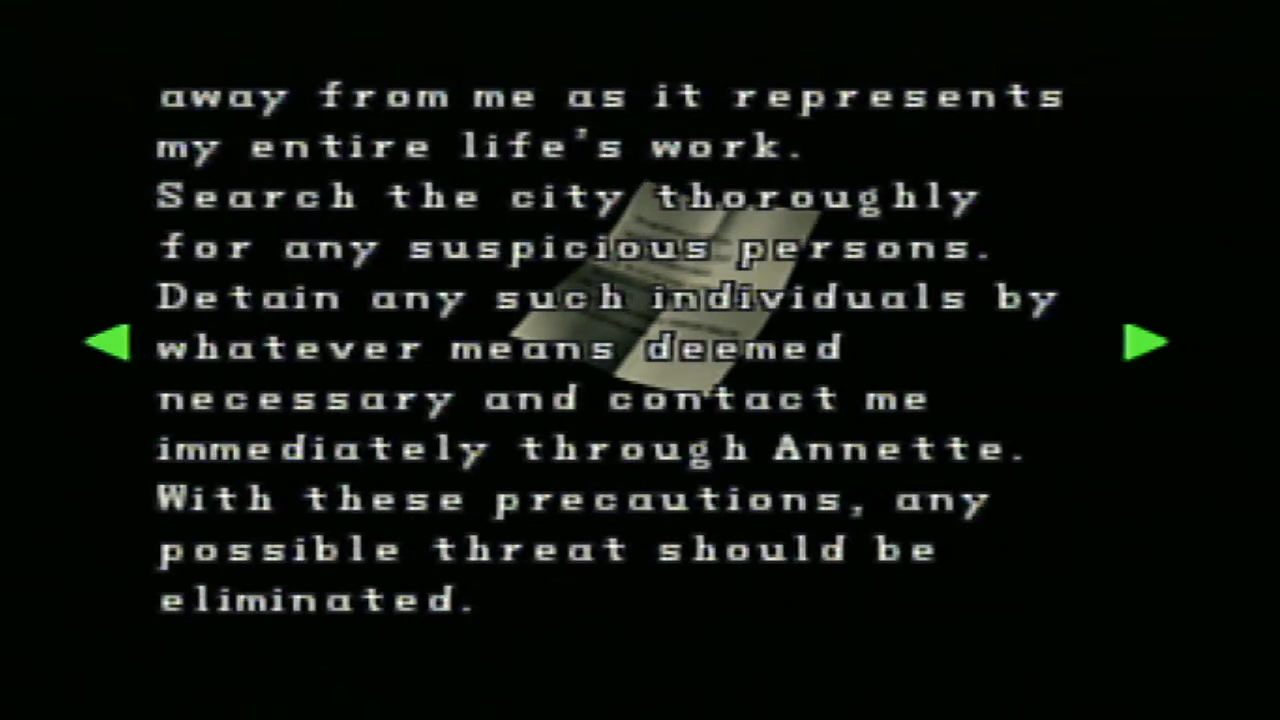 away from me as it represents
my entire life's work.
Search the city thoroughly
for any suspicious persons.
Detain any such individuals by
whatever means deemed
necessary and contact me
immediately through Annette.
With these precautions, any
possible threat should be
eliminated.